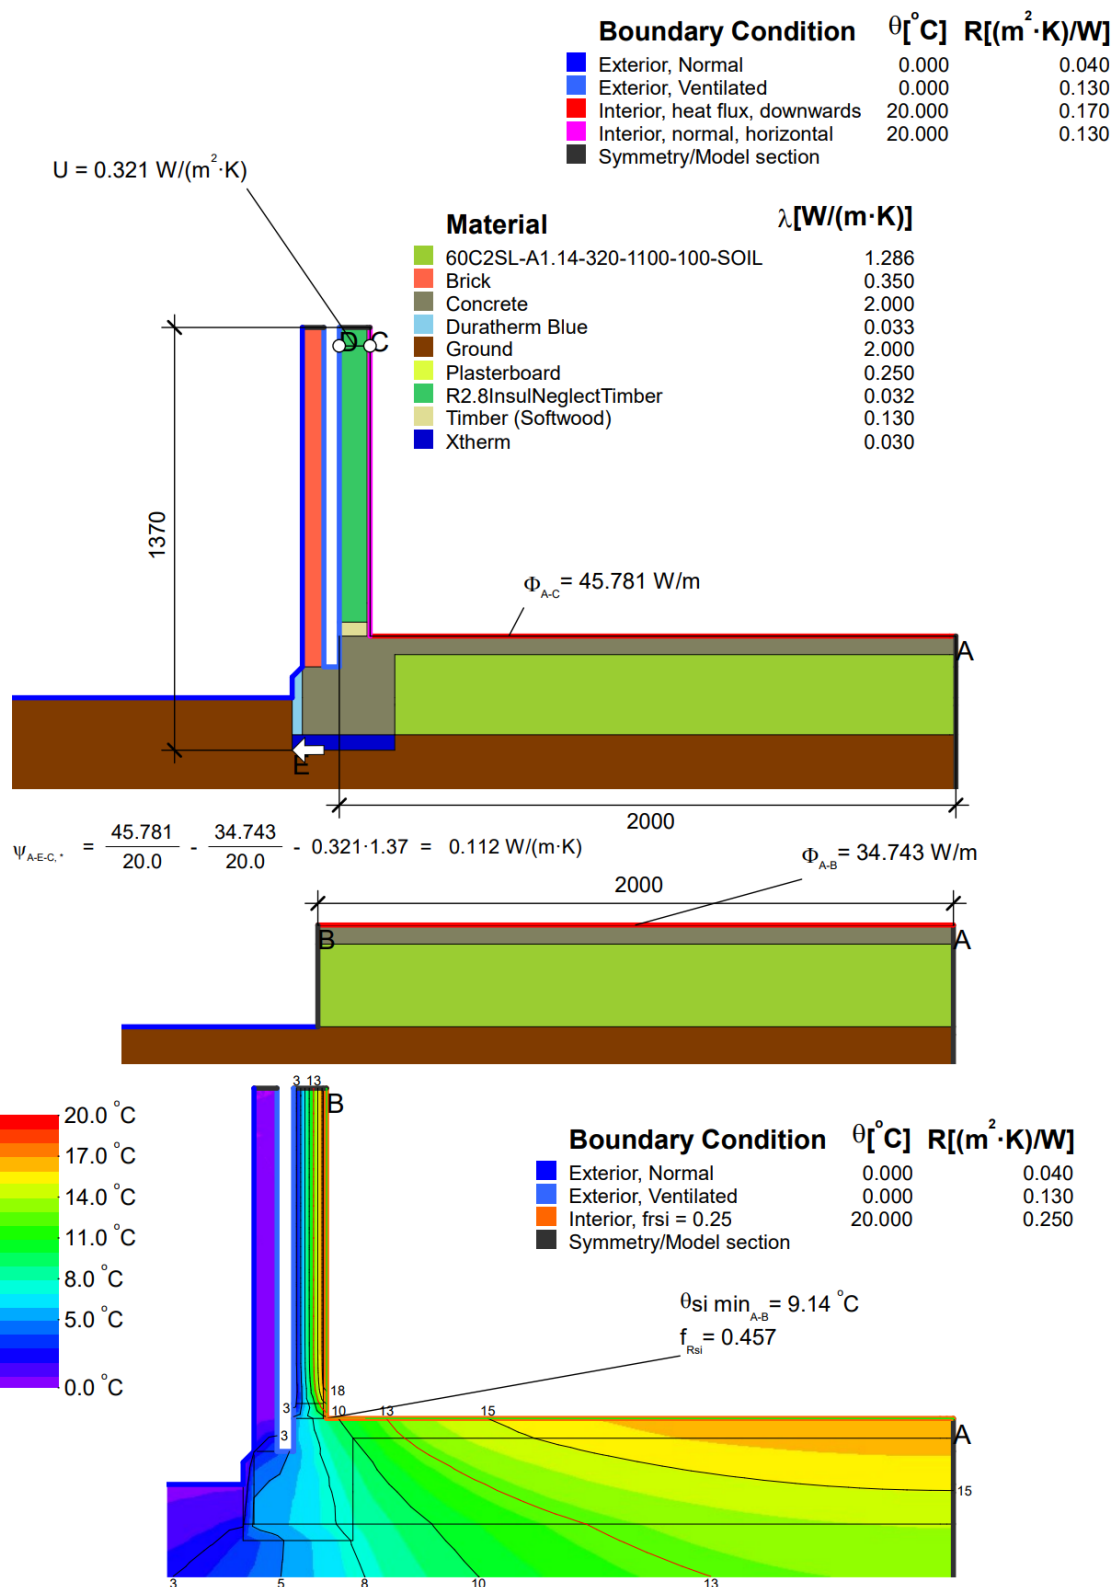 Boundary Condition θ[°C] R[(m²·K)/W]
Exterior, Normal 0.000 0.040
Exterior, Ventilated 0.000 0.130
Interior, heat flux, downwards 20.000 0.170
Interior, normal, horizontal 20.000 0.130
Symmetry/Model section
U = 0.321 W/(m²·K)
Material λ[W/(m·K)]
60C2SL-A1.14-320-1100-100-SOIL 1.286
Brick 0.350
Concrete 2.000
Duratherm Blue 0.033
Ground 2.000
Plasterboard 0.250
R2.8InsulNeglectTimber 0.032
Timber (Softwood) 0.130
Xtherm 0.030
D C
1370
Φ_A-C = 45.781 W/m
A
E
2000
ψ_A-E-C,* = 45.781/20.0 - 34.743/20.0 - 0.321·1.37 = 0.112 W/(m·K)
Φ_A-B = 34.743 W/m
2000
B A
3 13
B
20.0 °C
17.0 °C
14.0 °C
11.0 °C
8.0 °C
5.0 °C
0.0 °C
Boundary Condition θ[°C] R[(m²·K)/W]
Exterior, Normal 0.000 0.040
Exterior, Ventilated 0.000 0.130
Interior, frsi = 0.25 20.000 0.250
Symmetry/Model section
θsi min_A-B = 9.14 °C
f_Rsi = 0.457
18
3 10 13 15
3
A
15
3 5 8 10 13